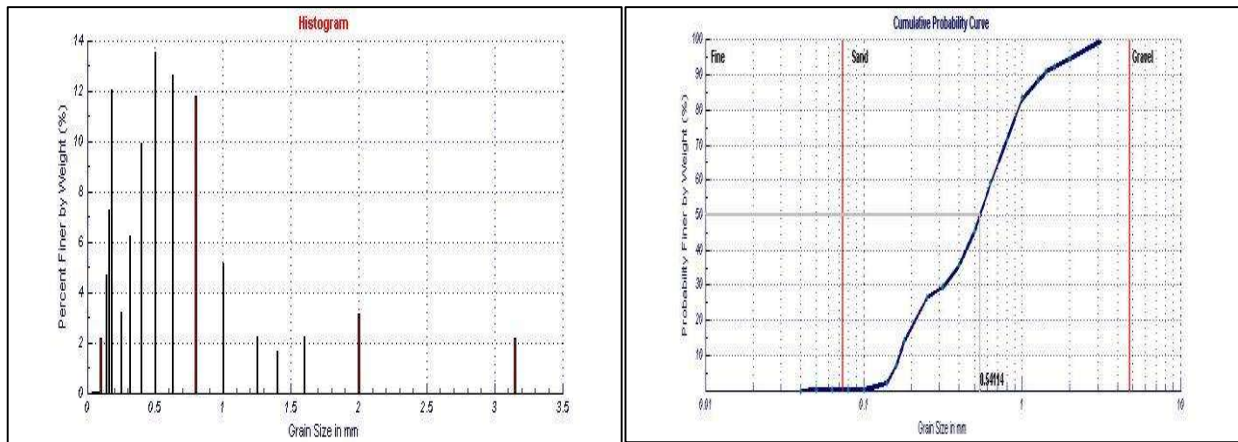 Histogram
14
12
10
8
6
4
2
0
Percent Finer by Weight (%)
0 0.5 1 1.5 2 2.5 3 3.5
Grain Size in mm
Cumulative Probability Curve
Fine Sand Gravel
100
90
80
70
60
50
40
30
20
10
Probability Finer by Weight (%)
0.54114
0.01 0.1 1 10
Grain Size in mm